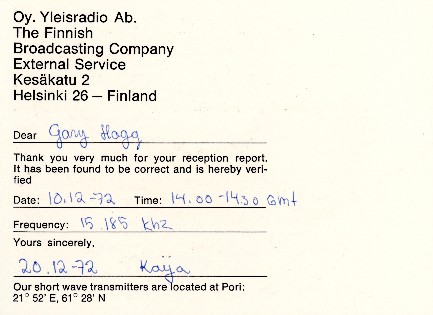 Oy. Yleisradio Ab.
The Finnish
Broadcasting Company
External Service
Kesäkatu 2
Helsinki 26 – Finland
Dear Gary Hogg
Thank you very much for your reception report.
It has been found to be correct and is hereby veri-
fied
Date: 10.12-72 Time: 14.00-1430 Gmt
Frequency: 15 185 khz
Yours sincerely,
20.12-72 Kaija
Our short wave transmitters are located at Pori:
21° 52' E, 61° 28' N